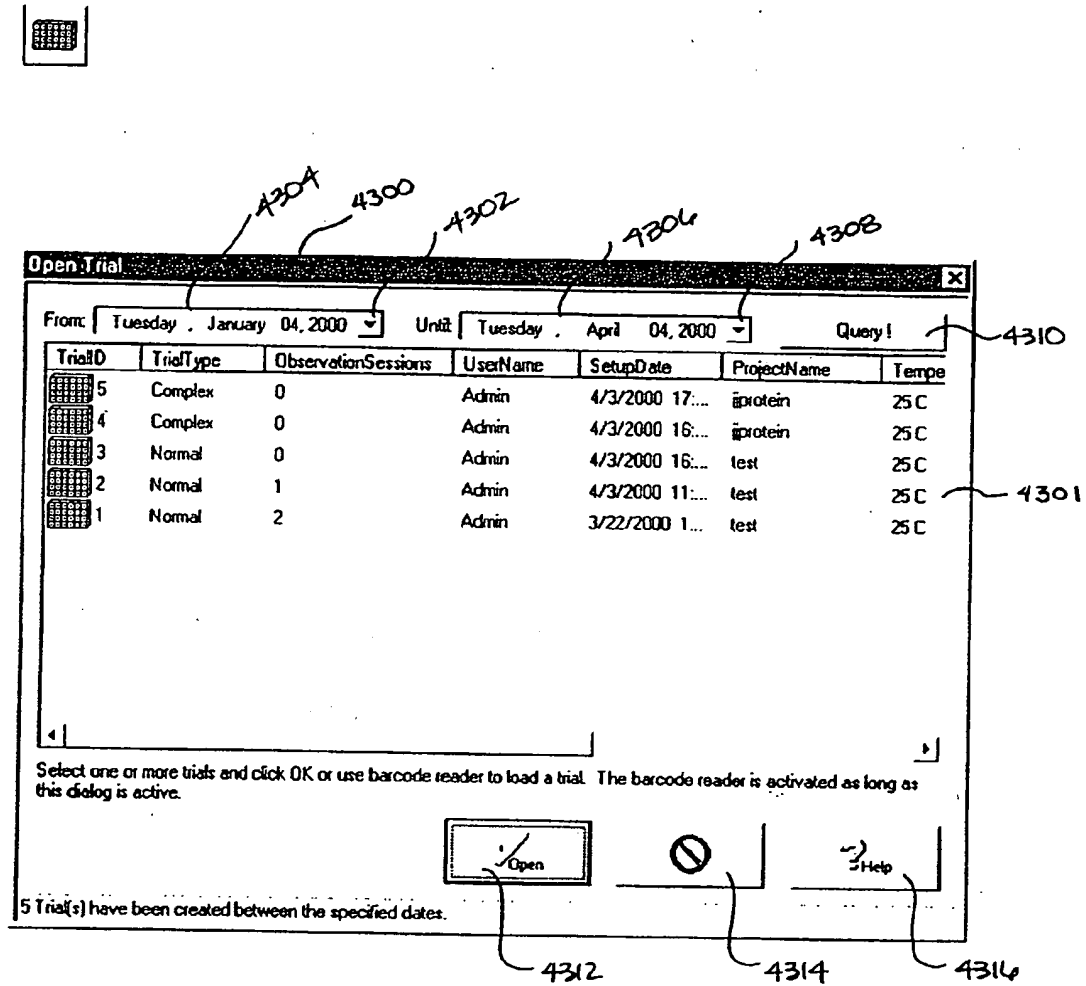 4304 4300 4302 4306 4308
Open Trial
From: Tuesday , January 04, 2000 Until: Tuesday , April 04, 2000 Query !
4310
TrialID TrialType ObservationSessions UserName SetupDate ProjectName Tempe
5 Complex 0 Admin 4/3/2000 17:... 25 C
4 Complex 0 Admin 4/3/2000 16:... 25 C
3 Normal 0 Admin 4/3/2000 16:... test 25 C
2 Normal 1 Admin 4/3/2000 11:... test 25 C
4301
1 Normal 2 Admin 3/22/2000 1... test 25 C
Select one or more trials and click OK or use barcode reader to load a trial. The barcode reader is activated as long as
this dialog is active.
Open Help
5 Trial(s) have been created between the specified dates.
4312 4314 4316